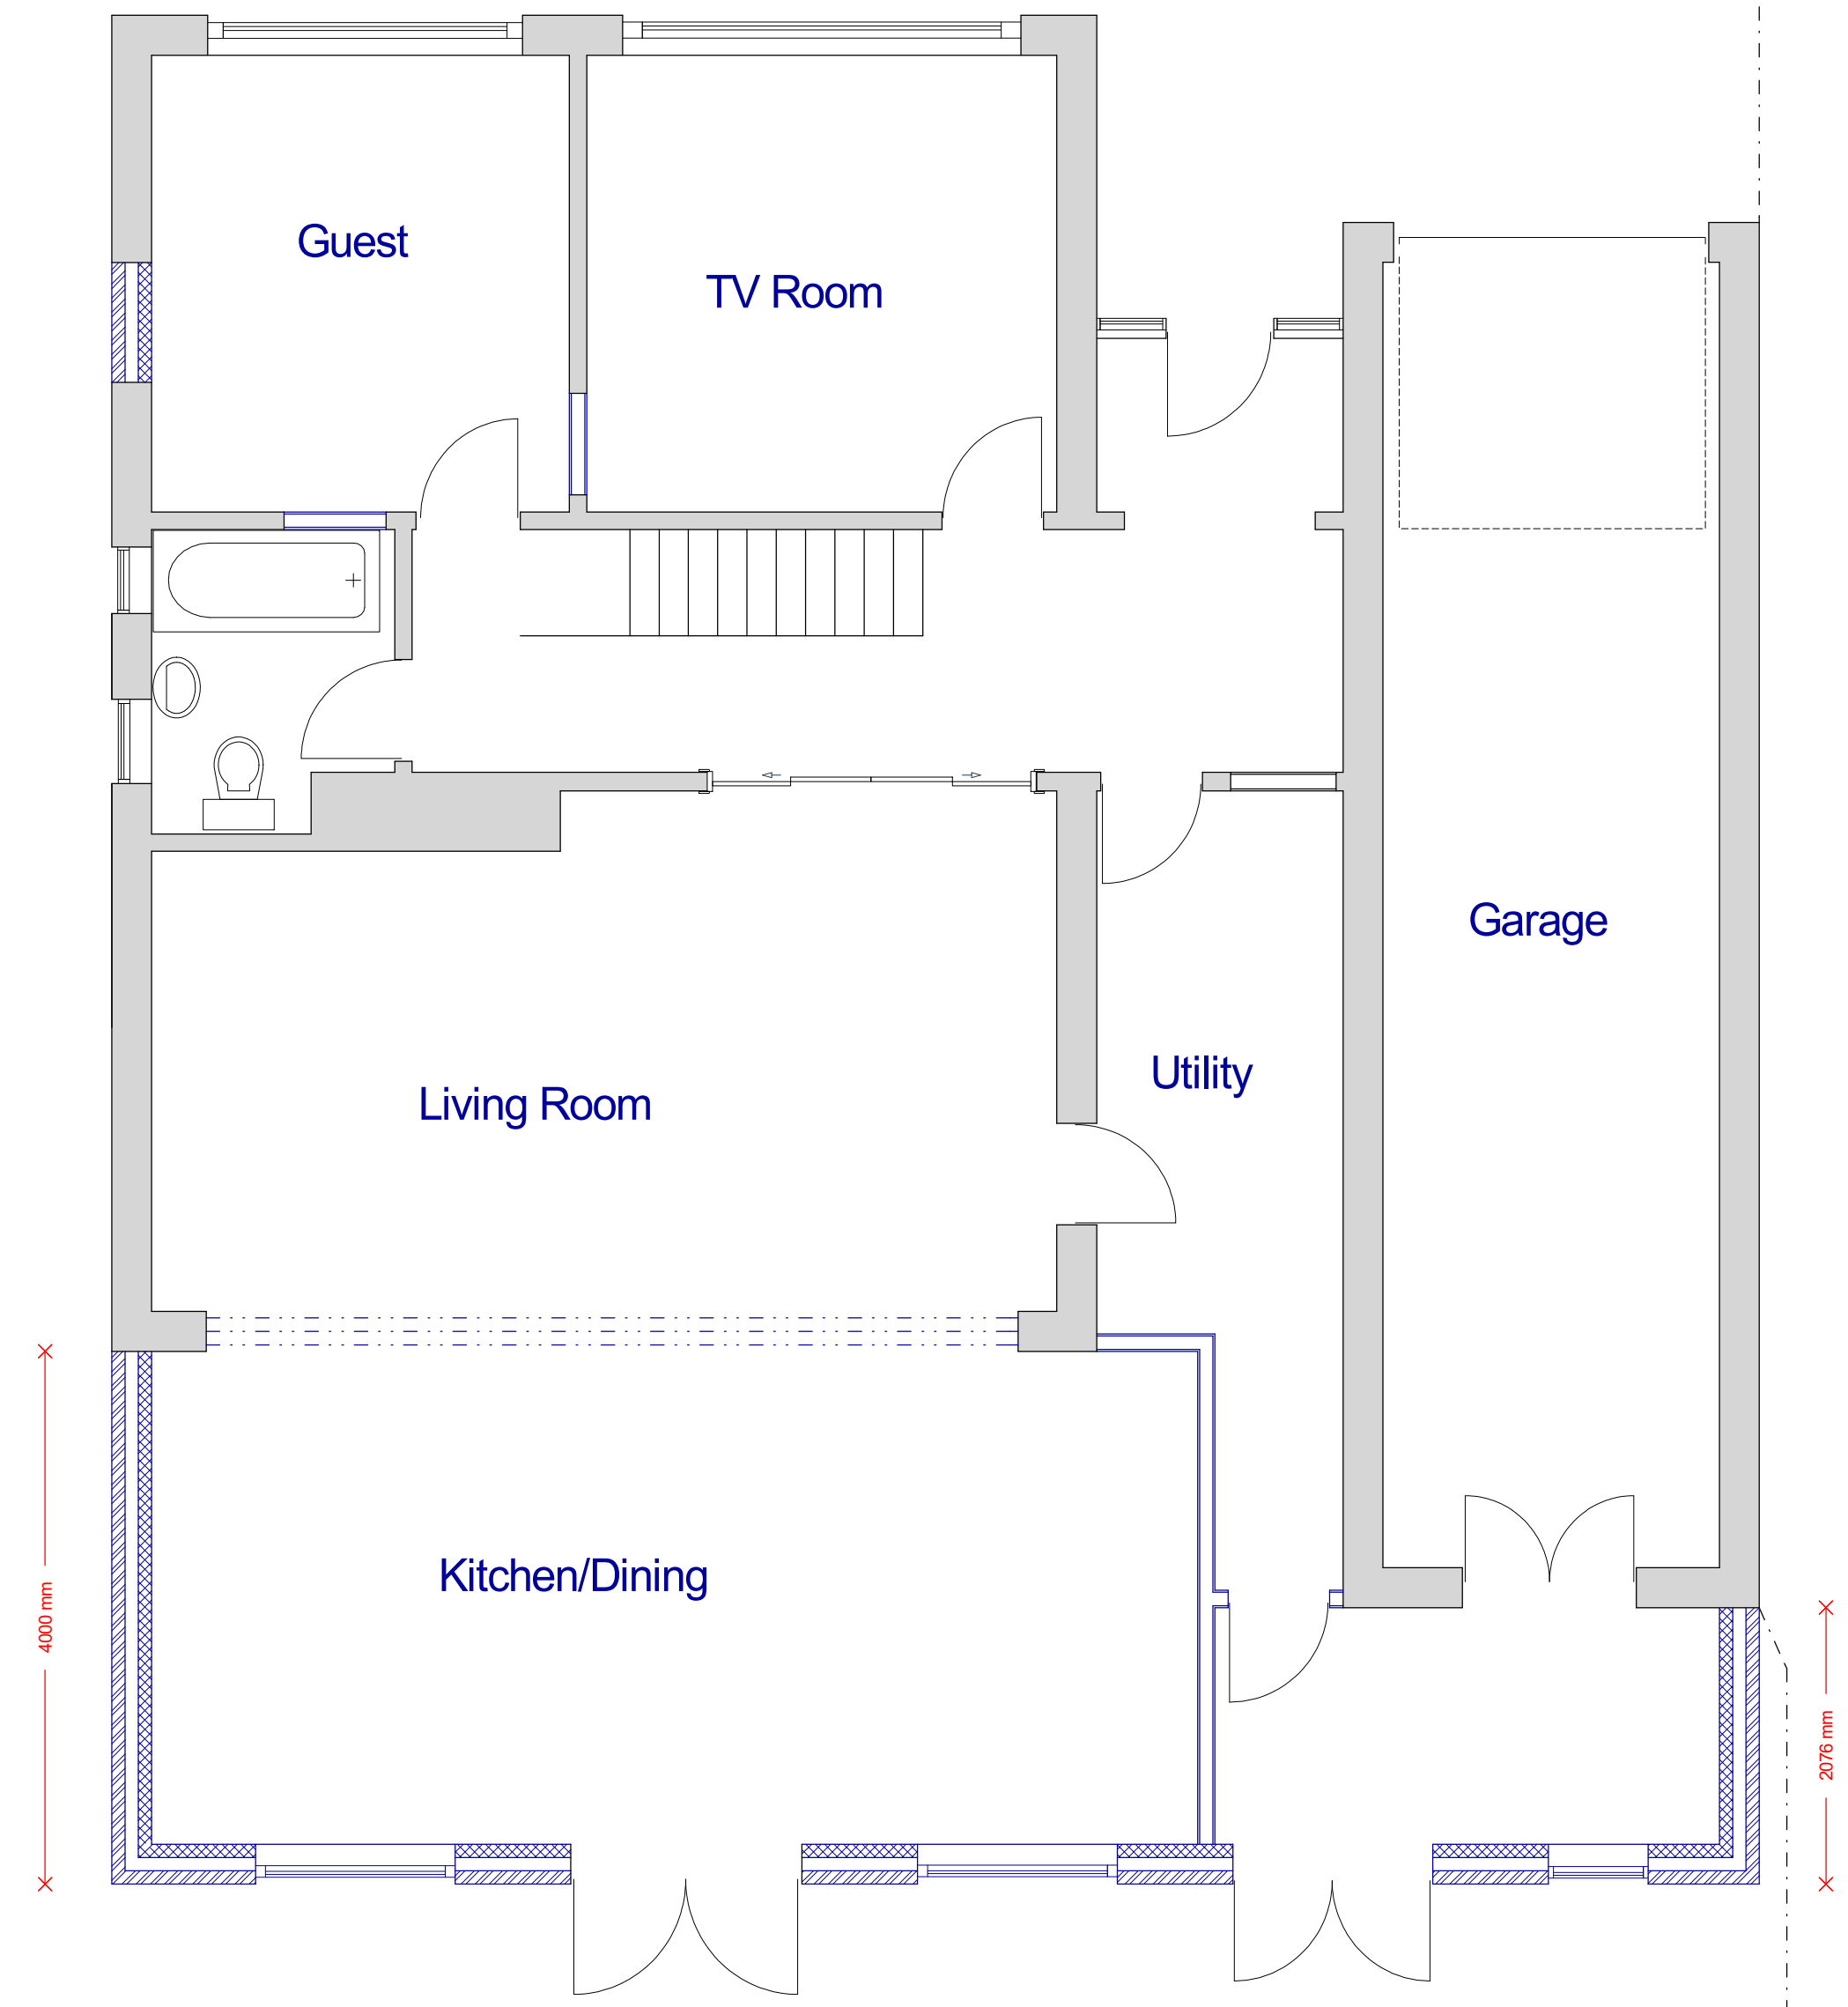 Guest
TV Room
Garage
Utility
Living Room
Kitchen/Dining
4000 mm
2076 mm